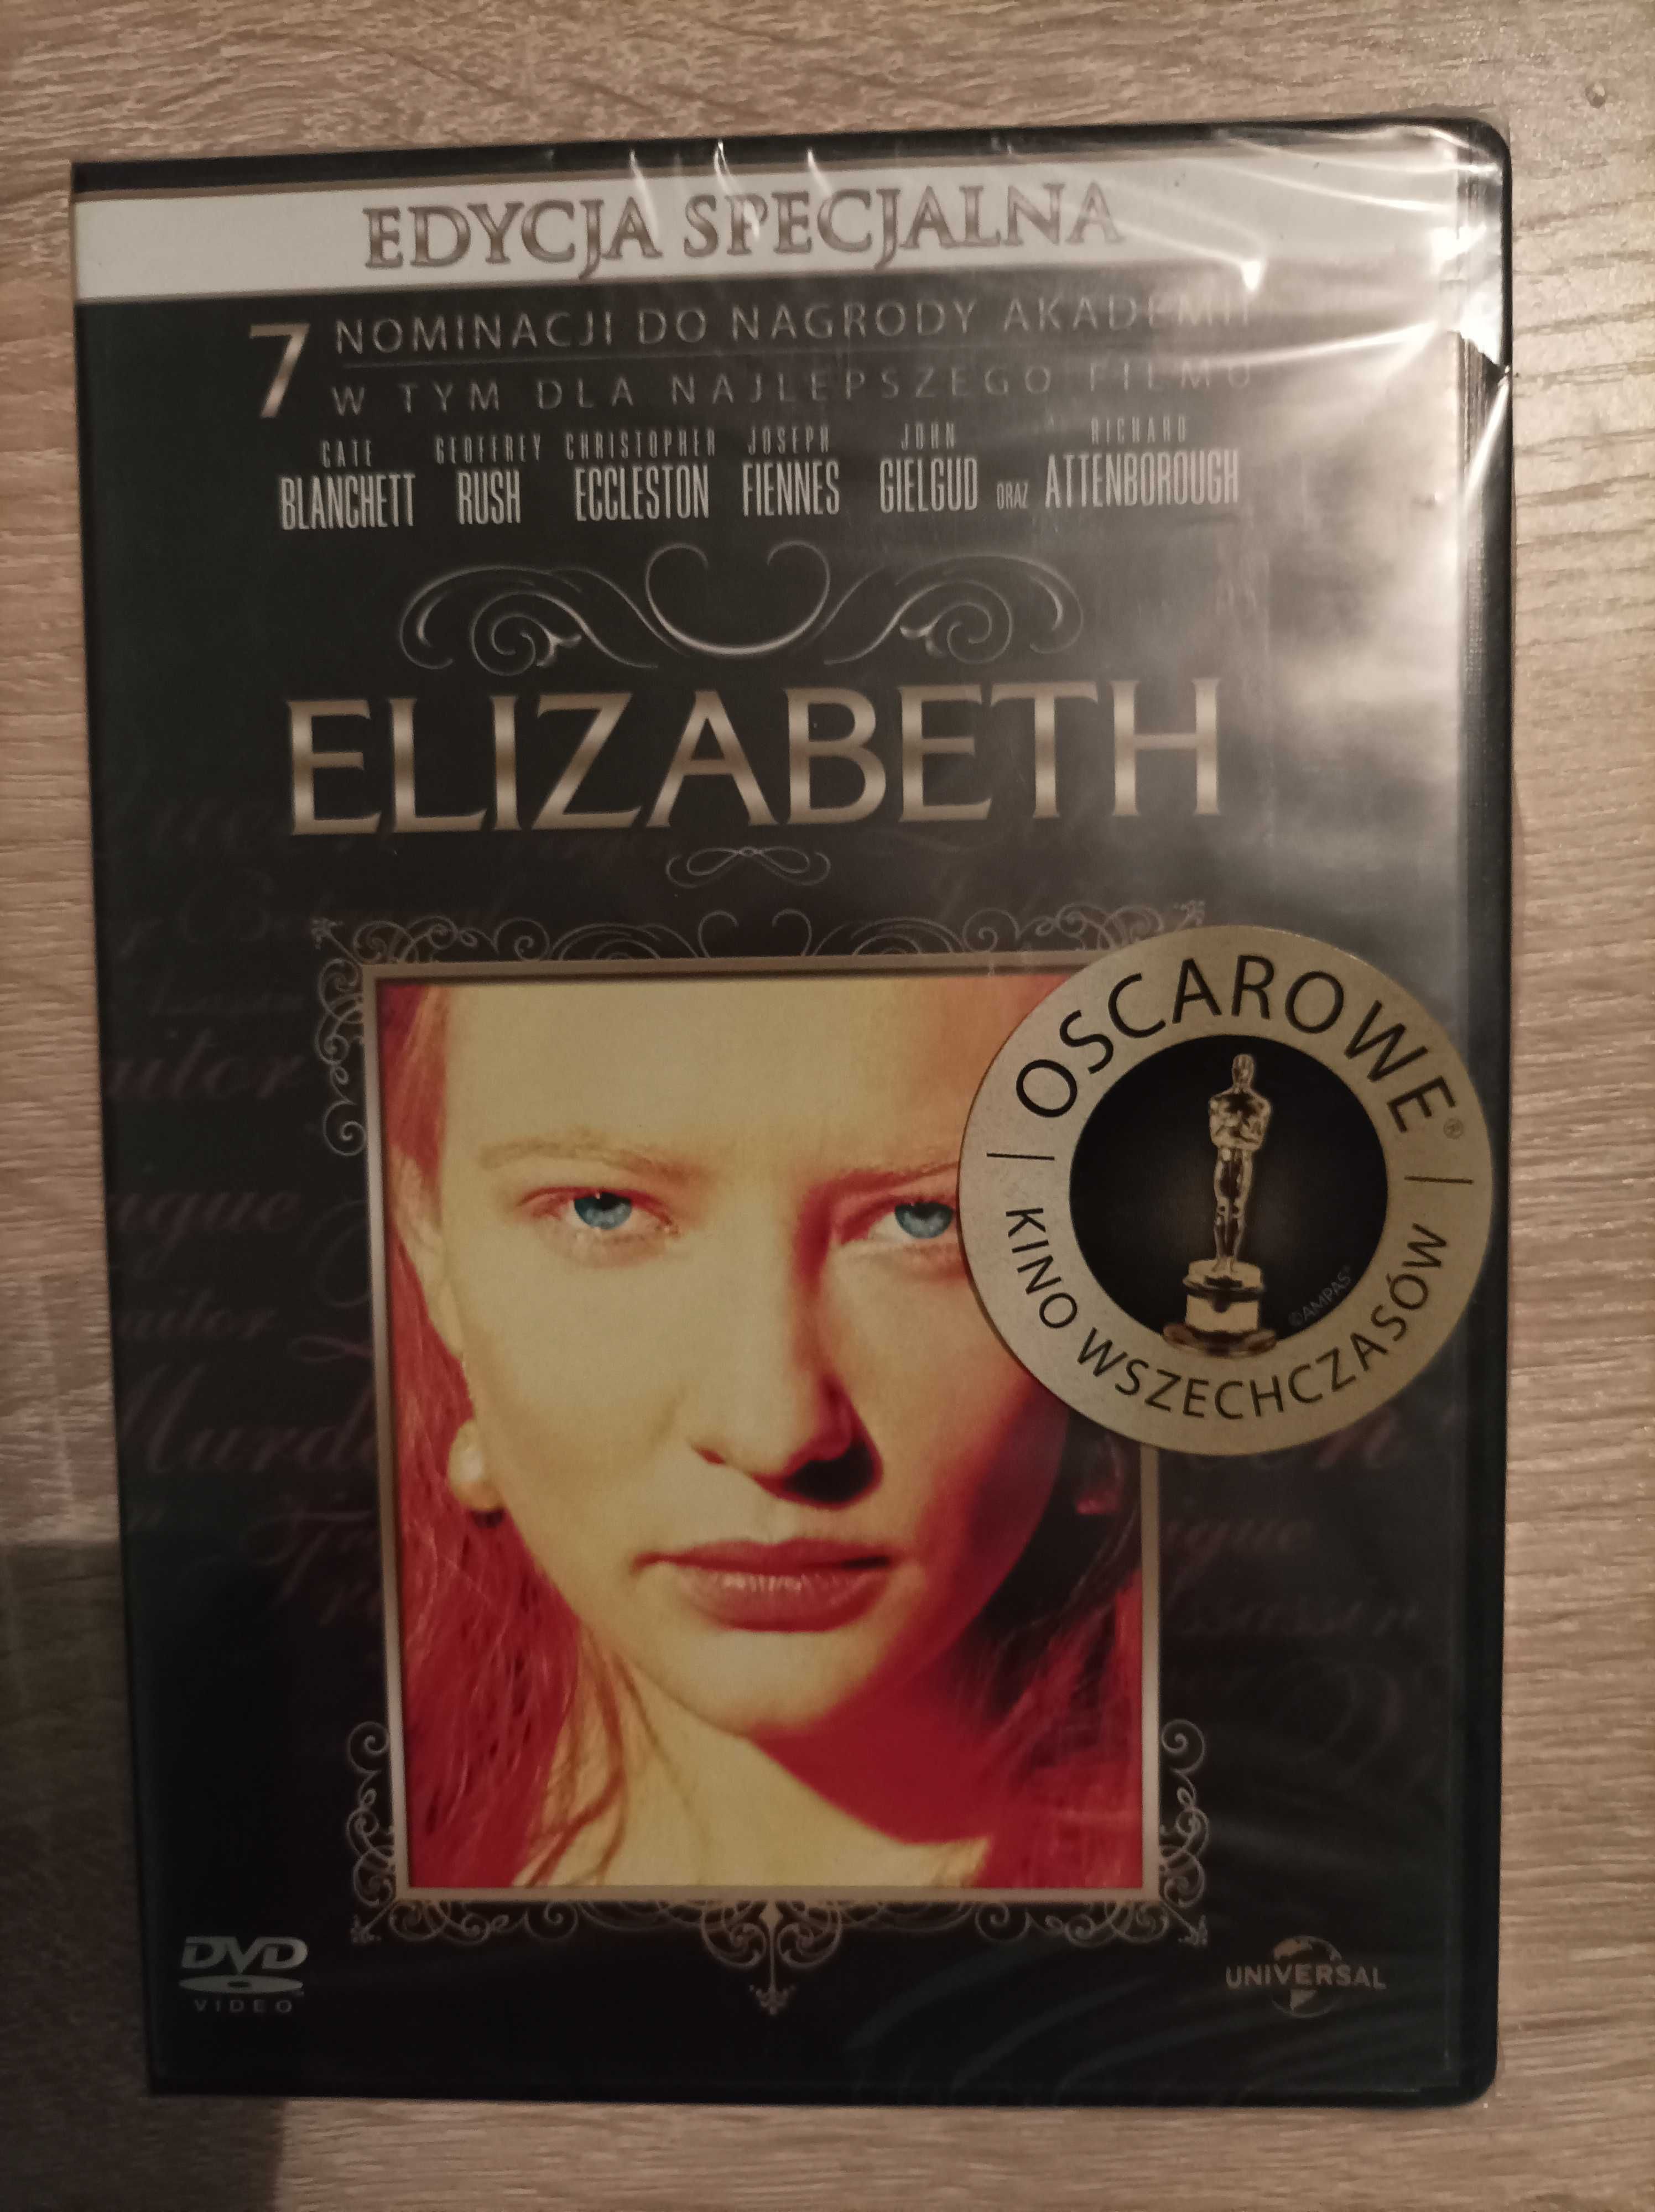 EDYCJA SPECJALNA
7 NOMINACJI DO NAGRODY AKADEMII
W TYM DLA NAJLEPSZEGO FILMU
CATE BLANCHETT GEOFFREY RUSH CHRISTOPHER ECCLESTON JOSEPH FIENNES JOHN GIELGUD ORAZ RICHARD ATTENBOROUGH
ELIZABETH
OSCAROWE®
| KINO WSZECHCZASÓW |
©AMPAS®
DVD
VIDEO
UNIVERSAL